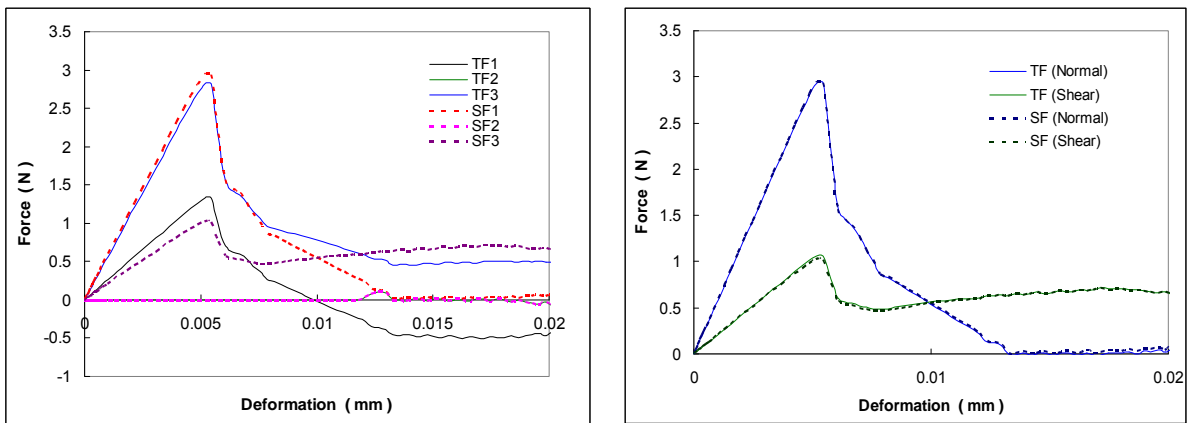 3.5
3
2.5
2
1.5
1
0.5
0
-0.5
-1
0
0.005
0.01
0.015
0.02
Force ( N )
Deformation ( mm )
TF1
TF2
TF3
SF1
SF2
SF3
3.5
3
2.5
2
1.5
1
0.5
0
0
0.01
0.02
Force ( N )
Deformation ( mm )
TF (Normal)
TF (Shear)
SF (Normal)
SF (Shear)